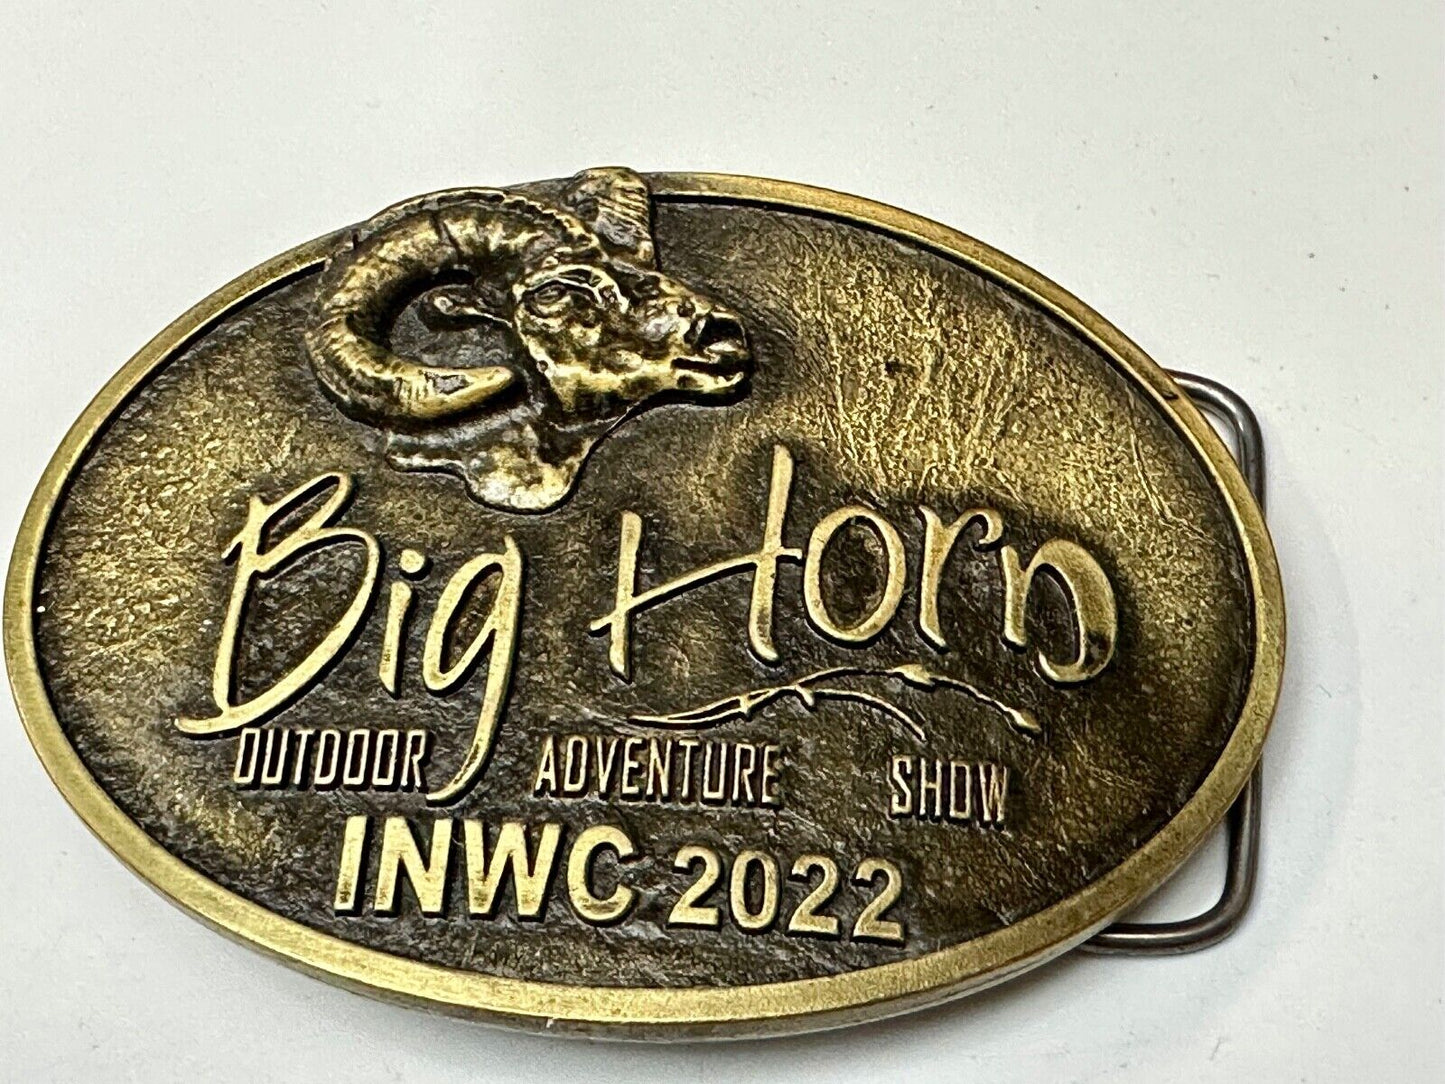 Big Horn
OUTDOOR ADVENTURE SHOW
INWC 2022